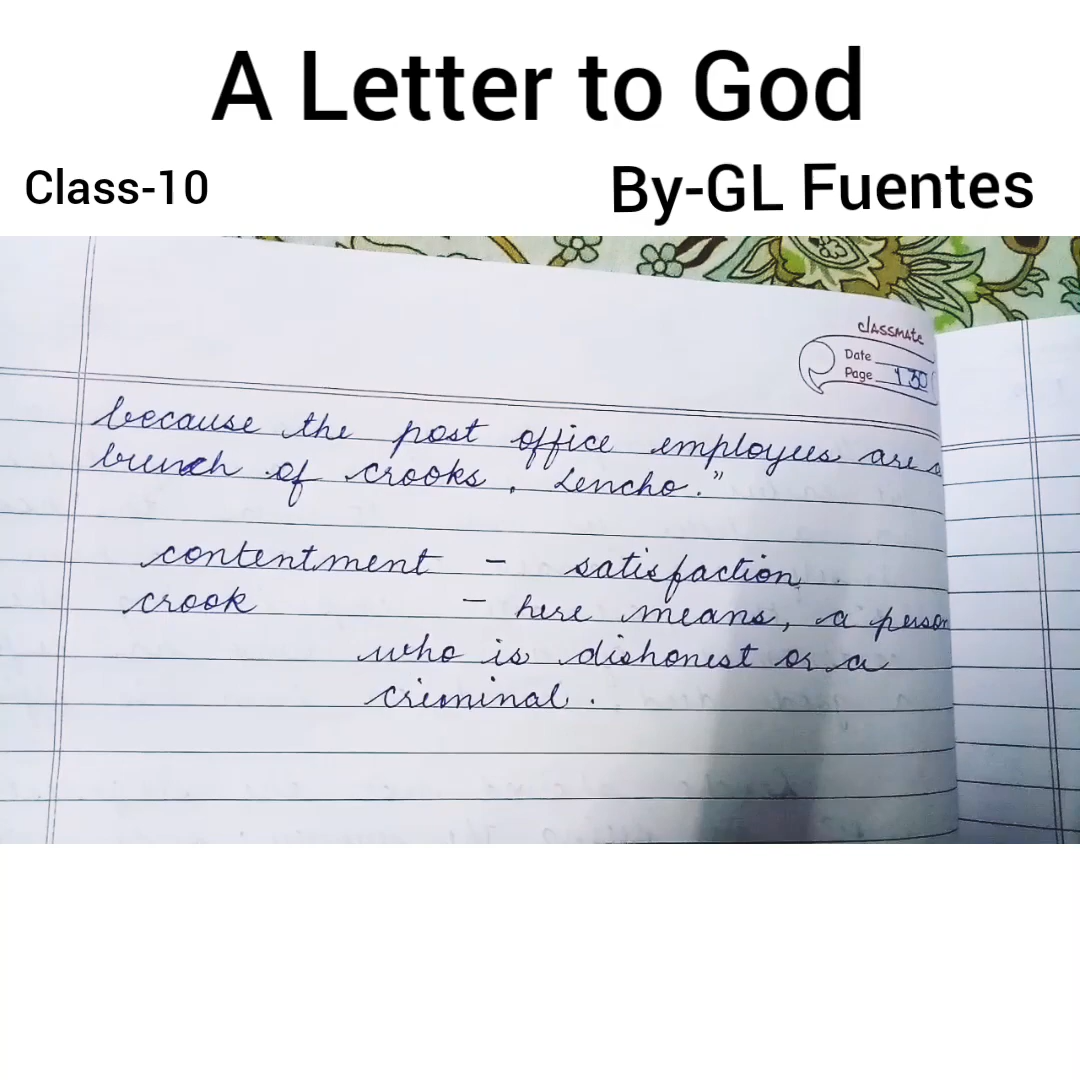 A Letter to God
Class-10
By-GL Fuentes
classmate
Date
Page 130
because the post office employees are a
bunch of crooks, Lencho."
contentment - satisfaction
crook - here means, a person
who is dishonest or a
criminal.